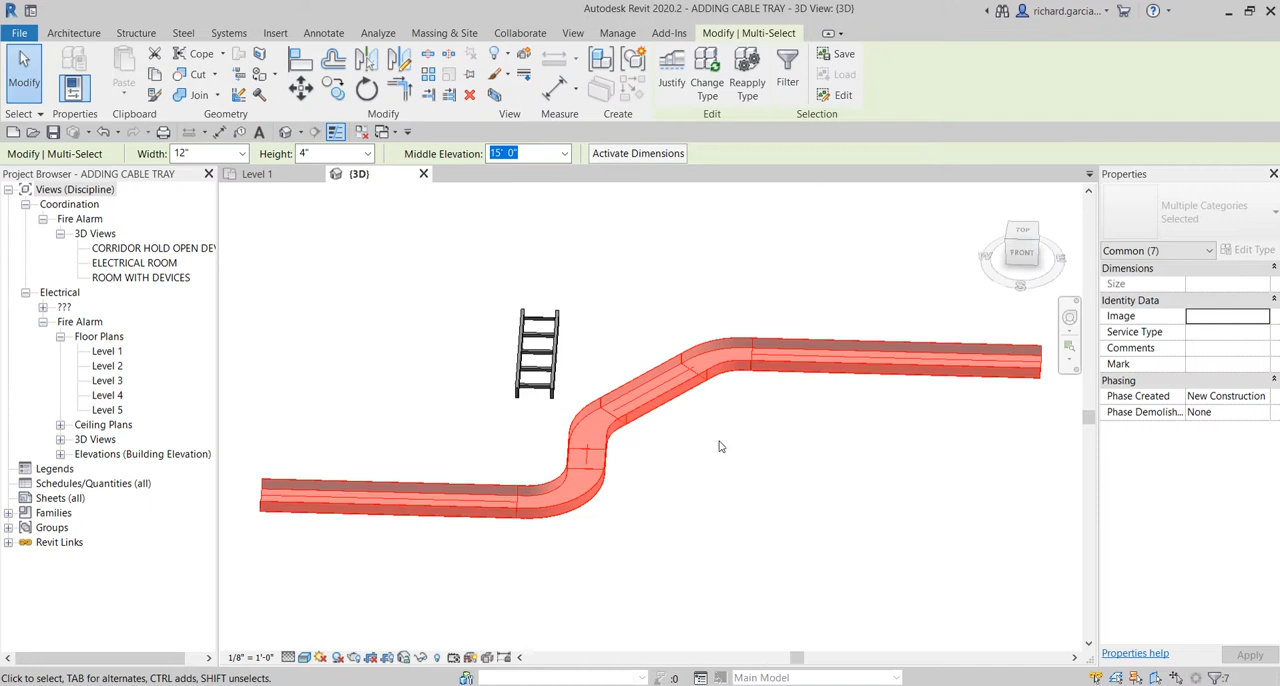 Autodesk Revit 2020.2 - ADDING CABLE TRAY - 3D View: {3D}
richard.garcia...
File Architecture Structure Steel Systems Insert Annotate Analyze Massing & Site Collaborate View Manage Add-Ins Modify | Multi-Select
Modify
Paste
Cope
Cut
Join
Justify
Change Type
Reapply Type
Filter
Save
Load
Edit
Select Properties Clipboard Geometry Modify View Measure Create Edit Selection
Modify | Multi-Select Width: 12" Height: 4" Middle Elevation: 15' 0" Activate Dimensions
Project Browser - ADDING CABLE TRAY
Level 1
{3D}
Views (Discipline)
Coordination
Fire Alarm
3D Views
CORRIDOR HOLD OPEN DEV
ELECTRICAL ROOM
ROOM WITH DEVICES
Electrical
???
Fire Alarm
Floor Plans
Level 1
Level 2
Level 3
Level 4
Level 5
Ceiling Plans
3D Views
Elevations (Building Elevation)
Legends
Schedules/Quantities (all)
Sheets (all)
Families
Groups
Revit Links
TOP
FRONT
Properties
Multiple Categories
Selected
Common (7) Edit Type
Dimensions
Size
Identity Data
Image
Service Type
Comments
Mark
Phasing
Phase Created New Construction
Phase Demolish... None
Properties help Apply
1/8" = 1'-0"
Click to select, TAB for alternates, CTRL adds, SHIFT unselects.
:0
Main Model
:7